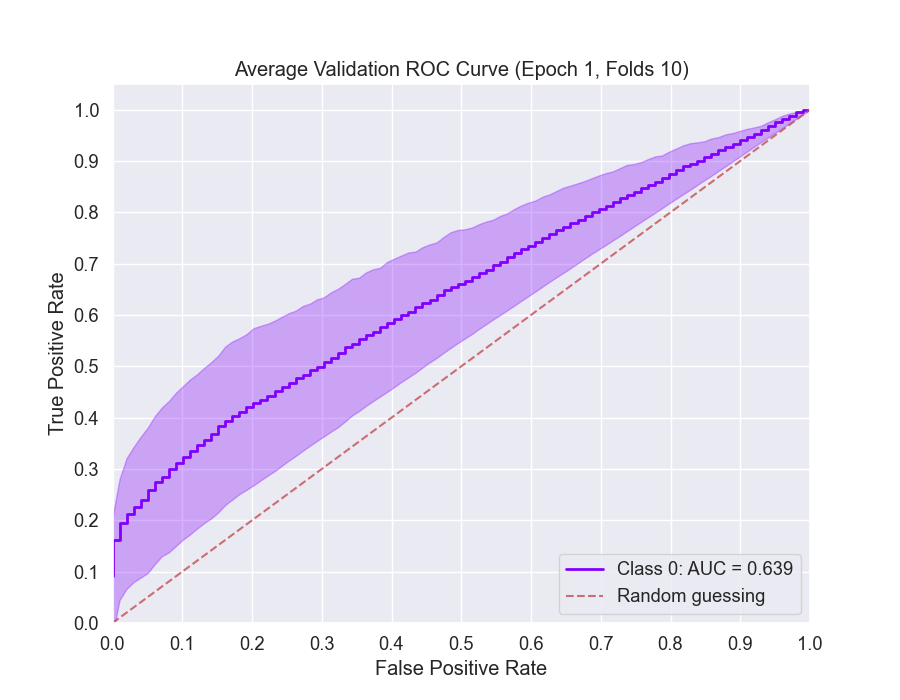 Average Validation ROC Curve (Epoch 1, Folds 10)
1.0
0.9
0.8
0.7
0.6
0.5
0.4
0.3
0.2
0.1
0.0
True Positive Rate
Class 0: AUC = 0.639
Random guessing
0.0 0.1 0.2 0.3 0.4 0.5 0.6 0.7 0.8 0.9 1.0
False Positive Rate